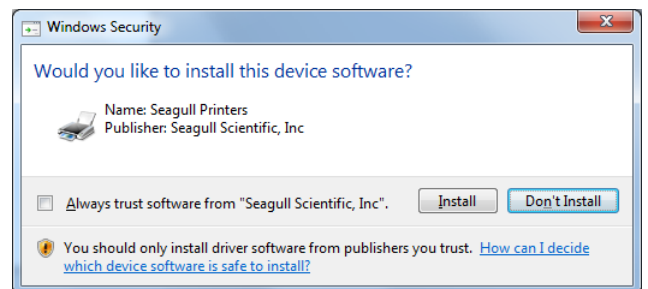 Windows Security
Would you like to install this device software?
Name: Seagull Printers
Publisher: Seagull Scientific, Inc
Always trust software from "Seagull Scientific, Inc".
Install
Don't Install
You should only install driver software from publishers you trust. How can I decide
which device software is safe to install?